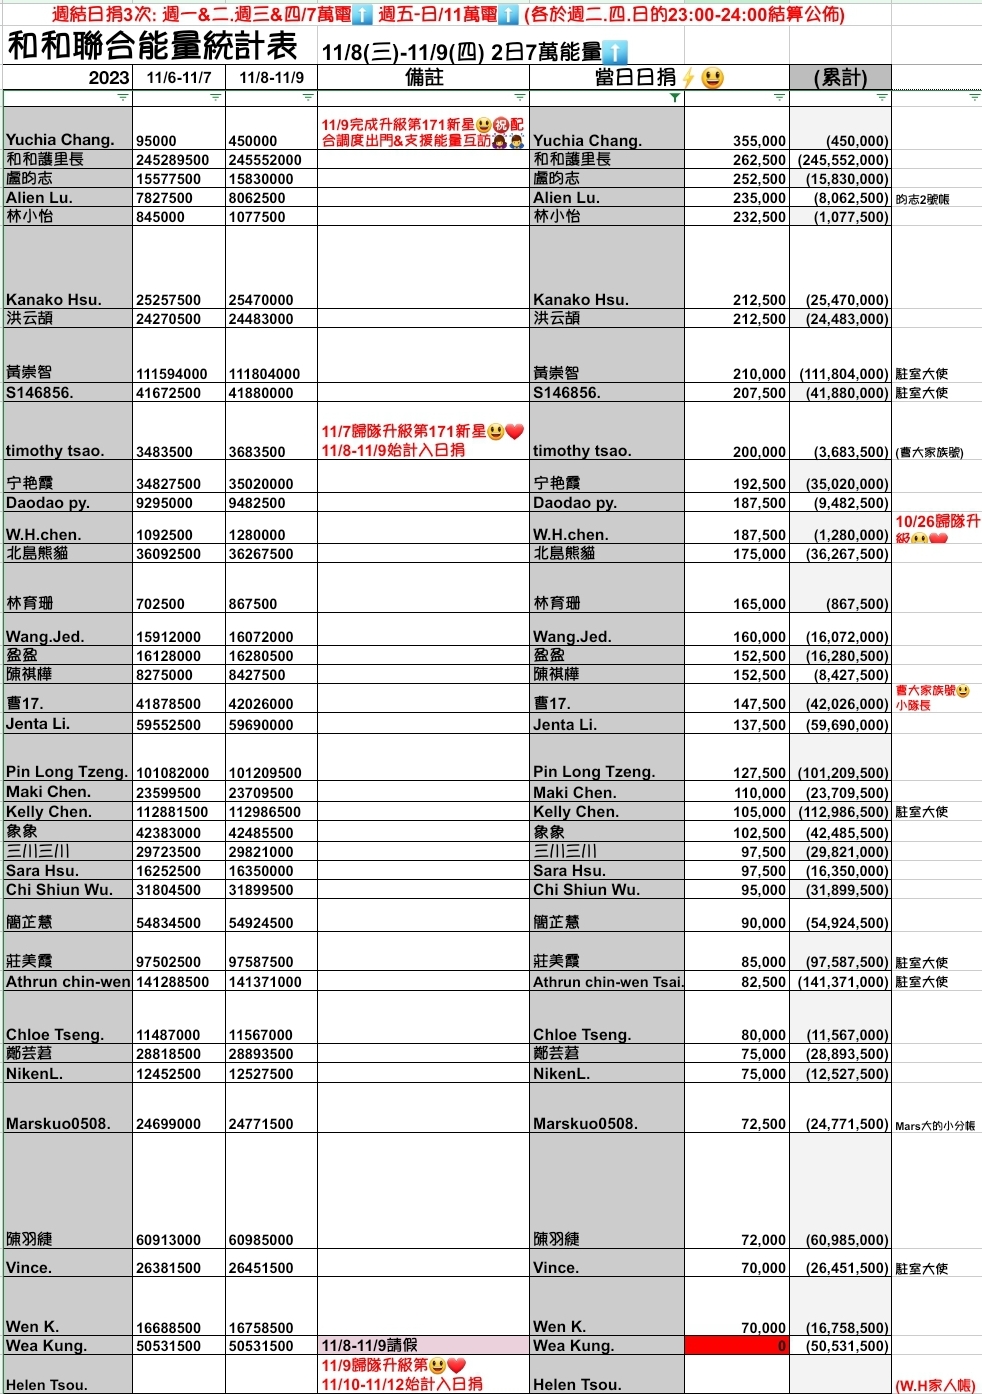 週結日捐3次: 週一&二.週三&四/7萬電⬆️ 週五-日/11萬電⬆️ (各於週二.四.日的23:00-24:00結算公佈)
和和聯合能量統計表 11/8(三)-11/9(四) 2日7萬能量⬆️
2023 11/6-11/7 11/8-11/9 備註 當日日捐⚡😃 (累計)
11/9完成升級第171新星😃㊗️配
合調度出門&支援能量互訪🙇‍♀️🙇‍♂️
Yuchia Chang. 95000 450000 Yuchia Chang. 355,000 (450,000)
和和護里長 245289500 245552000 和和護里長 262,500 (245,552,000)
盧昀志 15577500 15830000 盧昀志 252,500 (15,830,000)
Alien Lu. 7827500 8062500 Alien Lu. 235,000 (8,062,500) 昀志2號帳
林小怡 845000 1077500 林小怡 232,500 (1,077,500)
Kanako Hsu. 25257500 25470000 Kanako Hsu. 212,500 (25,470,000)
洪云頡 24270500 24483000 洪云頡 212,500 (24,483,000)
黃崇智 111594000 111804000 黃崇智 210,000 (111,804,000) 駐室大使
S146856. 41672500 41880000 S146856. 207,500 (41,880,000) 駐室大使
11/7歸隊升級第171新星😃❤️
11/8-11/9始計入日捐
timothy tsao. 3483500 3683500 timothy tsao. 200,000 (3,683,500) (曹大家族號)
宁艳霞 34827500 35020000 宁艳霞 192,500 (35,020,000)
Daodao py. 9295000 9482500 Daodao py. 187,500 (9,482,500)
10/26歸隊升
級😃❤️
W.H.chen. 1092500 1280000 W.H.chen. 187,500 (1,280,000)
北島熊貓 36092500 36267500 北島熊貓 175,000 (36,267,500)
林育珊 702500 867500 林育珊 165,000 (867,500)
Wang.Jed. 15912000 16072000 Wang.Jed. 160,000 (16,072,000)
盈盈 16128000 16280500 盈盈 152,500 (16,280,500)
陳祺樺 8275000 8427500 陳祺樺 152,500 (8,427,500)
曹大家族號😃
小隊長
曹17. 41878500 42026000 曹17. 147,500 (42,026,000)
Jenta Li. 59552500 59690000 Jenta Li. 137,500 (59,690,000)
Pin Long Tzeng. 101082000 101209500 Pin Long Tzeng. 127,500 (101,209,500)
Maki Chen. 23599500 23709500 Maki Chen. 110,000 (23,709,500)
Kelly Chen. 112881500 112986500 Kelly Chen. 105,000 (112,986,500) 駐室大使
象象 42383000 42485500 象象 102,500 (42,485,500)
三川三川 29723500 29821000 三川三川 97,500 (29,821,000)
Sara Hsu. 16252500 16350000 Sara Hsu. 97,500 (16,350,000)
Chi Shiun Wu. 31804500 31899500 Chi Shiun Wu. 95,000 (31,899,500)
簡芷慧 54834500 54924500 簡芷慧 90,000 (54,924,500)
莊美霞 97502500 97587500 莊美霞 85,000 (97,587,500) 駐室大使
Athrun chin-wen 141288500 141371000 Athrun chin-wen Tsai. 82,500 (141,371,000) 駐室大使
Chloe Tseng. 11487000 11567000 Chloe Tseng. 80,000 (11,567,000)
鄭芸莙 28818500 28893500 鄭芸莙 75,000 (28,893,500)
NikenL. 12452500 12527500 NikenL. 75,000 (12,527,500)
Marskuo0508. 24699000 24771500 Marskuo0508. 72,500 (24,771,500) Mars大的小分帳
陳羽緁 60913000 60985000 陳羽緁 72,000 (60,985,000)
Vince. 26381500 26451500 Vince. 70,000 (26,451,500) 駐室大使
Wen K. 16688500 16758500 Wen K. 70,000 (16,758,500)
Wea Kung. 50531500 50531500 11/8-11/9請假 Wea Kung. 0 (50,531,500)
11/9歸隊升級第😃❤️
11/10-11/12始計入日捐
Helen Tsou. Helen Tsou. (W.H家人帳)